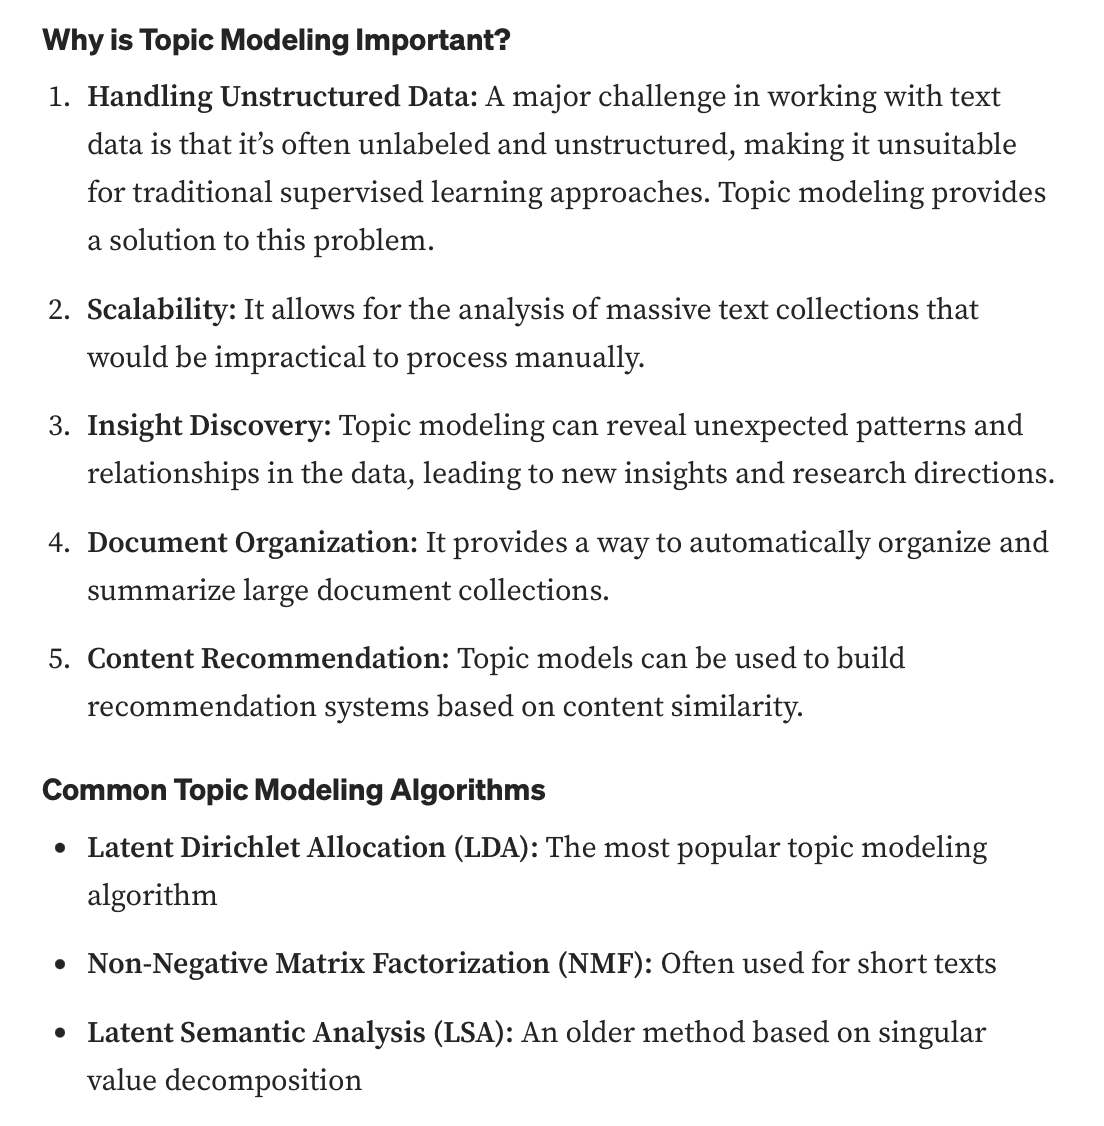 Why is Topic Modeling Important?
1. Handling Unstructured Data: A major challenge in working with text
data is that it’s often unlabeled and unstructured, making it unsuitable
for traditional supervised learning approaches. Topic modeling provides
a solution to this problem.
2. Scalability: It allows for the analysis of massive text collections that
would be impractical to process manually.
3. Insight Discovery: Topic modeling can reveal unexpected patterns and
relationships in the data, leading to new insights and research directions.
4. Document Organization: It provides a way to automatically organize and
summarize large document collections.
5. Content Recommendation: Topic models can be used to build
recommendation systems based on content similarity.
Common Topic Modeling Algorithms
• Latent Dirichlet Allocation (LDA): The most popular topic modeling
algorithm
• Non-Negative Matrix Factorization (NMF): Often used for short texts
• Latent Semantic Analysis (LSA): An older method based on singular
value decomposition